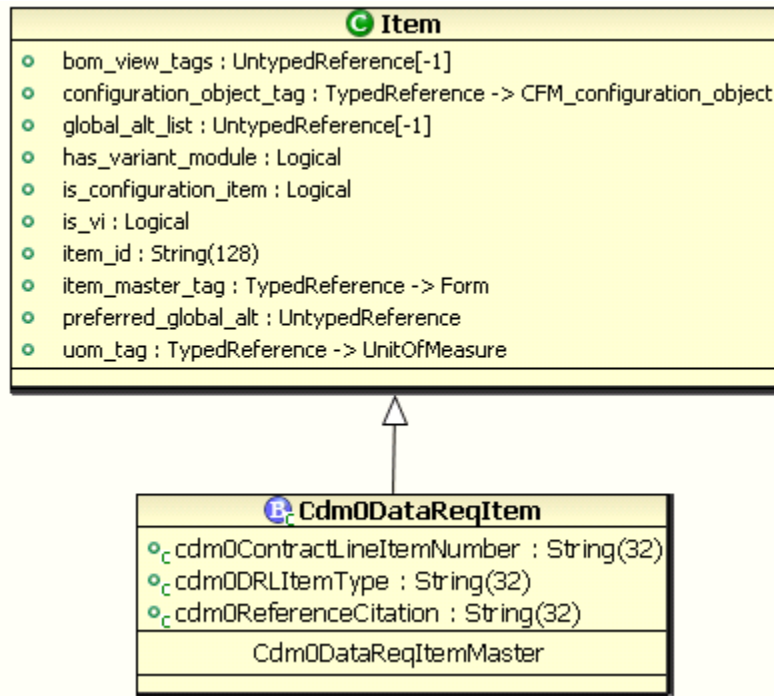 C Item
bom_view_tags : UntypedReference[-1]
configuration_object_tag : TypedReference -> CFM_configuration_object
global_alt_list : UntypedReference[-1]
has_variant_module : Logical
is_configuration_item : Logical
is_vi : Logical
item_id : String(128)
item_master_tag : TypedReference -> Form
preferred_global_alt : UntypedReference
uom_tag : TypedReference -> UnitOfMeasure
B C Cdm0DataReqItem
C cdm0ContractLineItemNumber : String(32)
C cdm0DRLItemType : String(32)
C cdm0ReferenceCitation : String(32)
Cdm0DataReqItemMaster